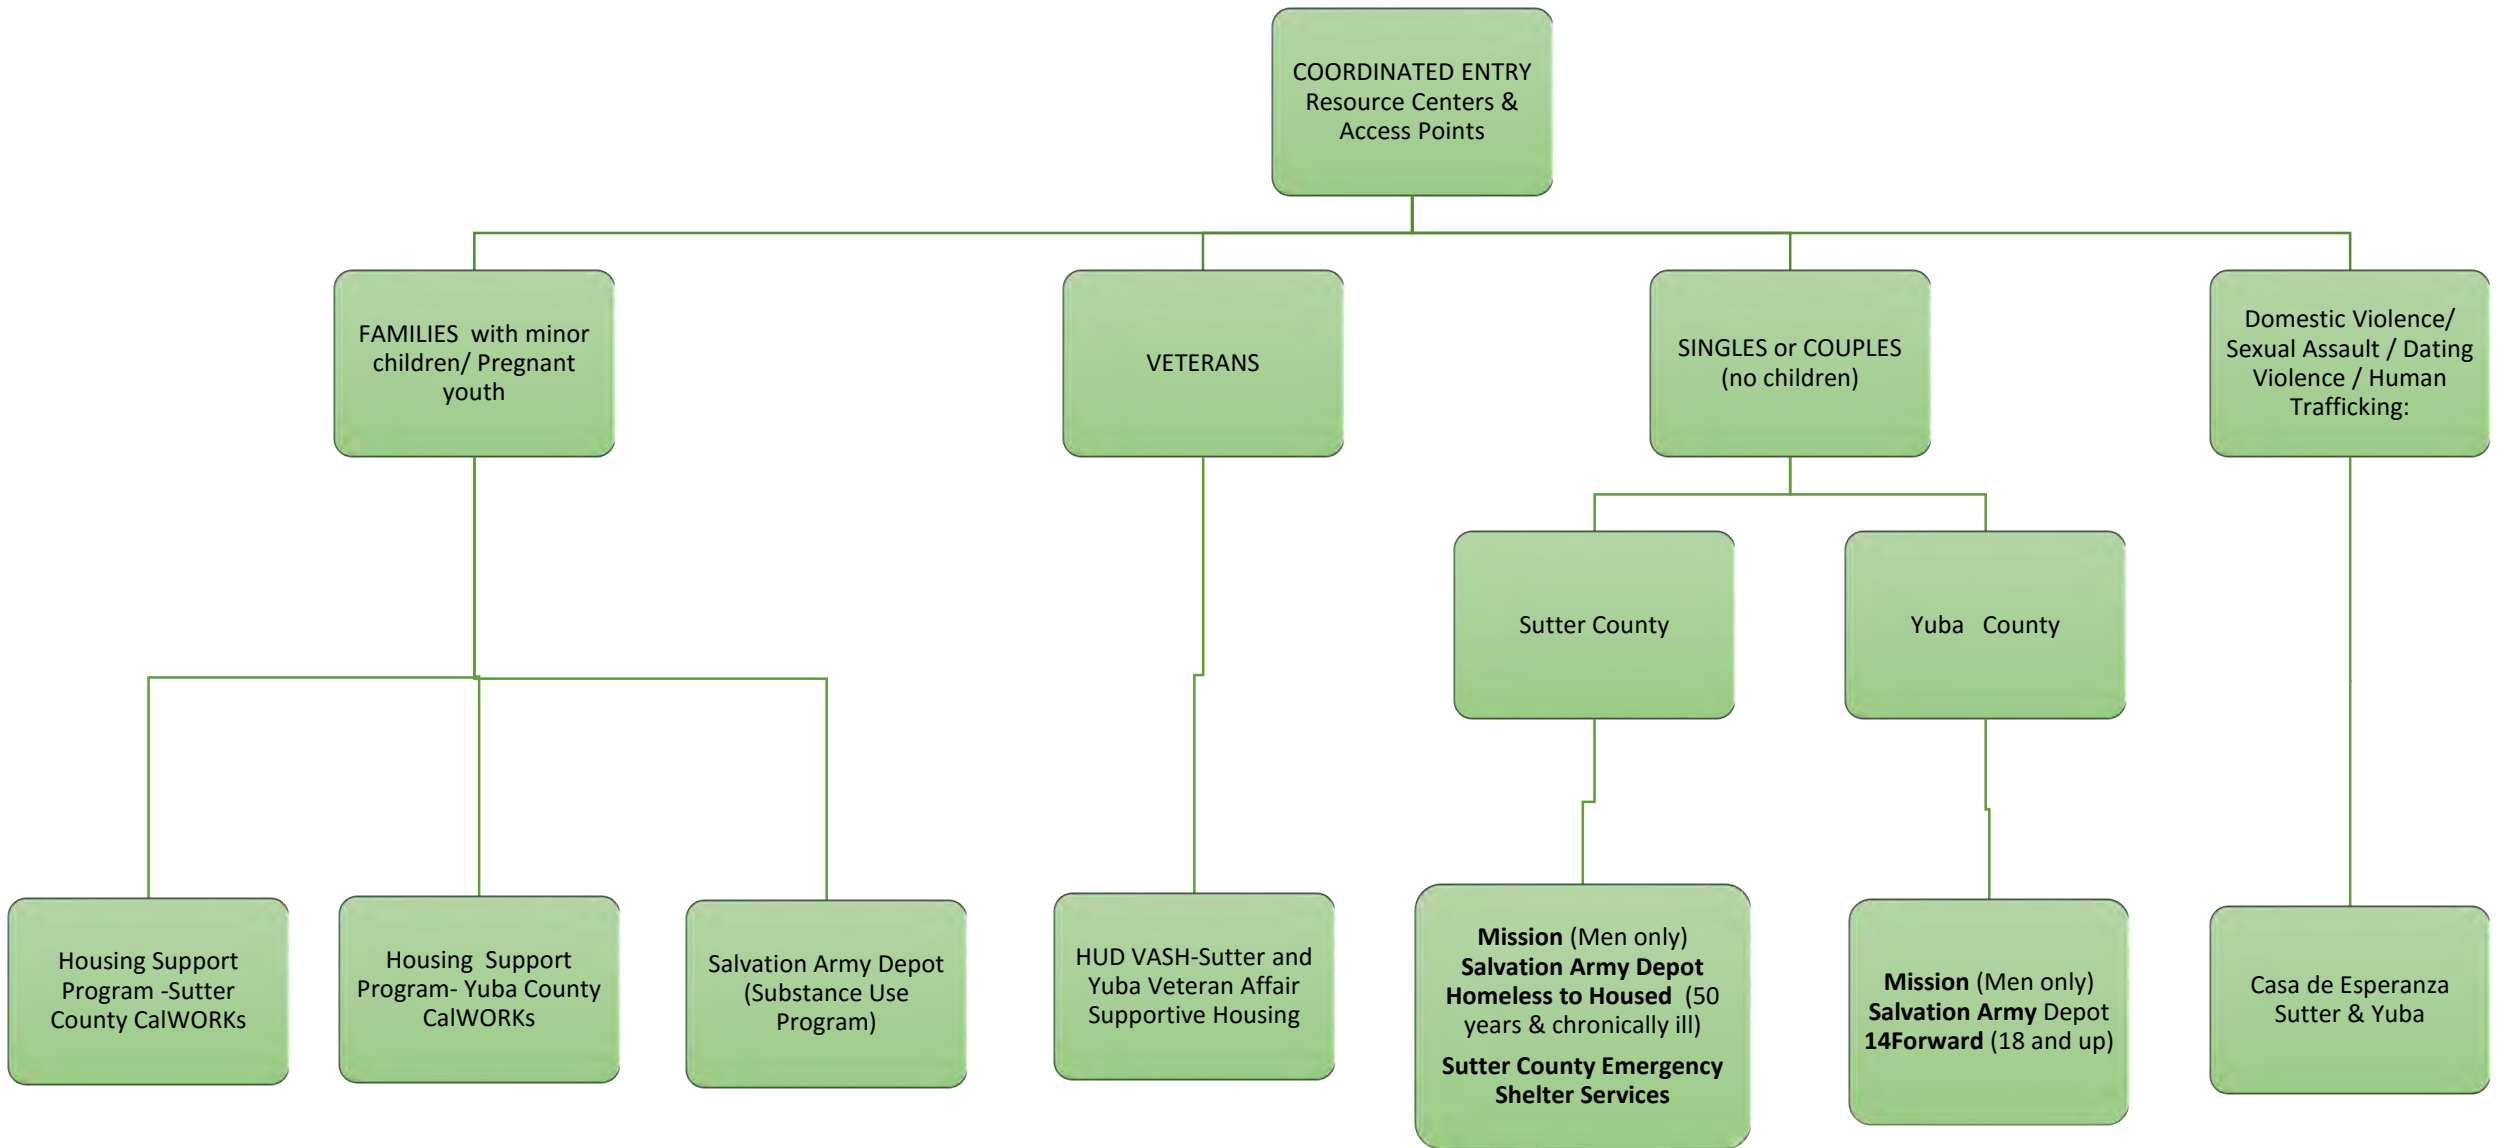 COORDINATED ENTRY
Resource Centers &
Access Points
FAMILIES with minor
children/ Pregnant
youth
VETERANS
SINGLES or COUPLES
(no children)
Domestic Violence/
Sexual Assault / Dating
Violence / Human
Trafficking:
Sutter County
Yuba County
Housing Support
Program -Sutter
County CalWORKs
Housing Support
Program- Yuba County
CalWORKs
Salvation Army Depot
(Substance Use
Program)
HUD VASH-Sutter and
Yuba Veteran Affair
Supportive Housing
Mission (Men only)
Salvation Army Depot
Homeless to Housed (50
years & chronically ill)
Sutter County Emergency
Shelter Services
Mission (Men only)
Salvation Army Depot
14Forward (18 and up)
Casa de Esperanza
Sutter & Yuba